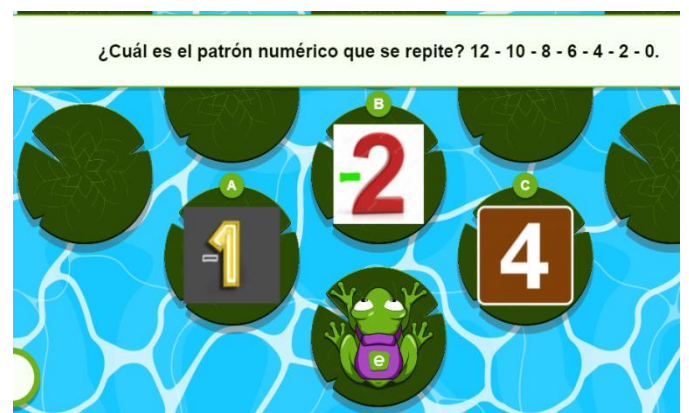 ¿Cuál es el patrón numérico que se repite? 12 - 10 - 8 - 6 - 4 - 2 - 0.
B
-2
A
-1
C
4
e